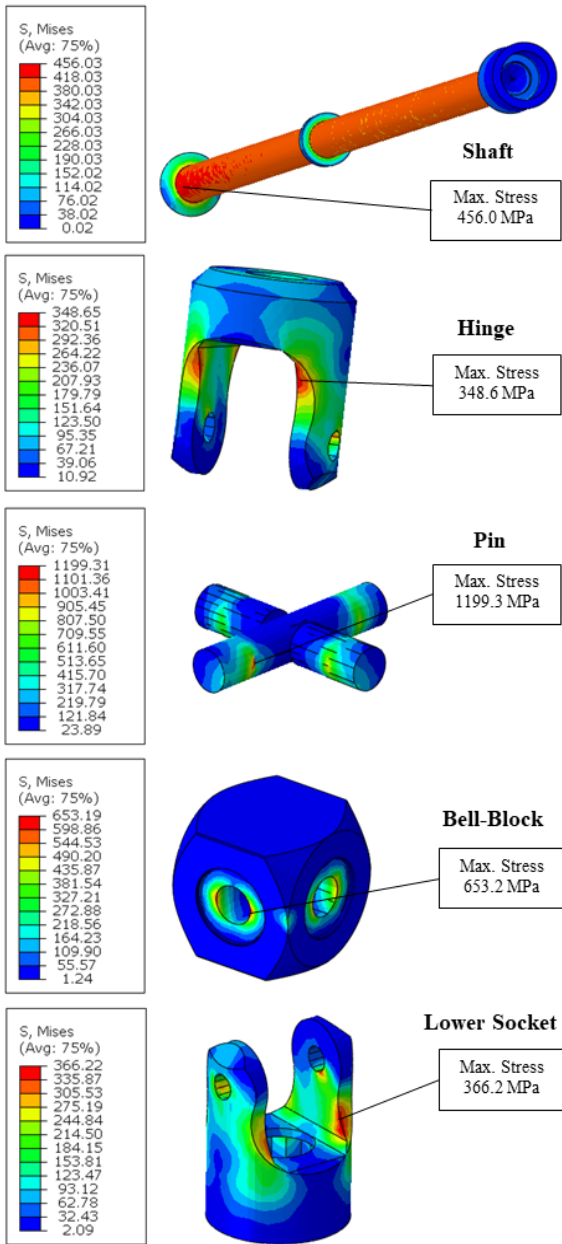 S, Mises
(Avg: 75%)
456.03
418.03
380.03
342.03
304.03
266.03
228.03
190.03
152.02
114.02
76.02
38.02
0.02
Shaft
Max. Stress
456.0 MPa
S, Mises
(Avg: 75%)
348.65
320.51
292.36
264.22
236.07
207.93
179.79
151.64
123.50
95.35
67.21
39.06
10.92
Hinge
Max. Stress
348.6 MPa
S, Mises
(Avg: 75%)
1199.31
1101.36
1003.41
905.45
807.50
709.55
611.60
513.65
415.70
317.74
219.79
121.84
23.89
Pin
Max. Stress
1199.3 MPa
S, Mises
(Avg: 75%)
653.19
598.86
544.53
490.20
435.87
381.54
327.21
272.88
218.56
164.23
109.90
55.57
1.24
Bell-Block
Max. Stress
653.2 MPa
S, Mises
(Avg: 75%)
366.22
335.87
305.53
275.19
244.84
214.50
184.15
153.81
123.47
93.12
62.78
32.43
2.09
Lower Socket
Max. Stress
366.2 MPa